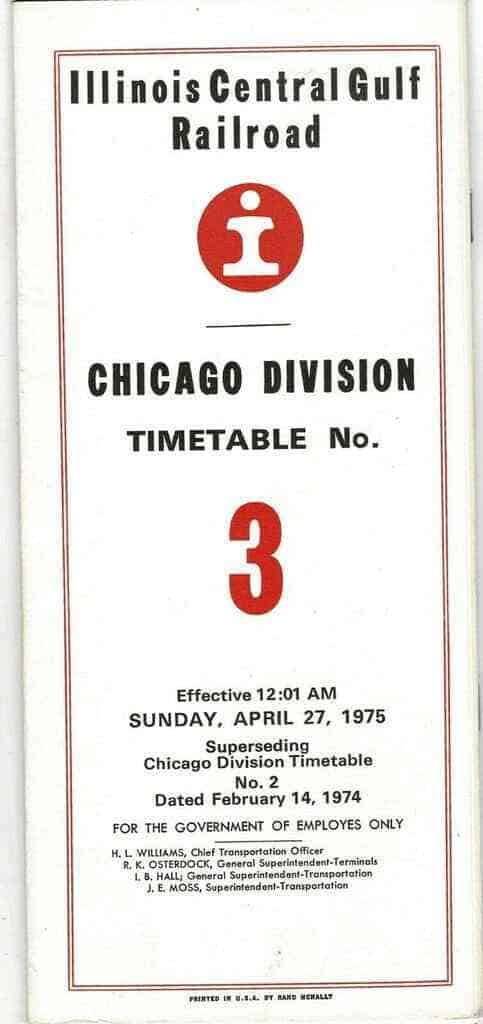 Illinois Central Gulf
Railroad
i
CHICAGO DIVISION
TIMETABLE No.
3
Effective 12:01 AM
SUNDAY, APRIL 27, 1975
Superseding
Chicago Division Timetable
No. 2
Dated February 14, 1974
FOR THE GOVERNMENT OF EMPLOYES ONLY
H. L. WILLIAMS, Chief Transportation Officer
R. K. OSTERDOCK, General Superintendent-Terminals
I. B. HALL; General Superintendent-Transportation
J. E. MOSS, Superintendent-Transportation
PRINTED IN U.S.A. BY RAND MCNALLY